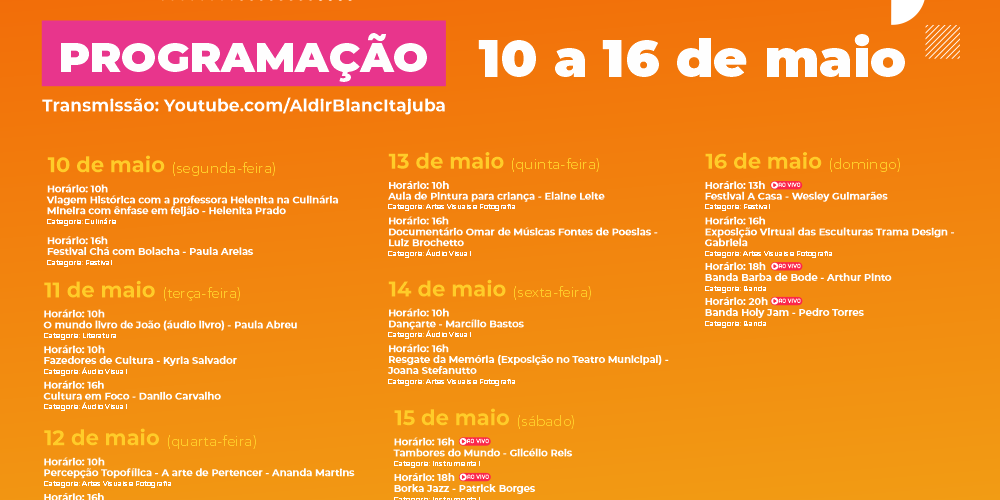 PROGRAMAÇÃO
10 a 16 de maio
Transmissão: Youtube.com/AldirBlancItajuba
10 de maio (segunda-feira)
Horário: 10h
Viagem Histórica com a professora Helenita na Culinária
Mineira com ênfase em feijão - Helenita Prado
Categoria: Culinária
Horário: 16h
Festival Chá com Bolacha - Paula Areias
Categoria: Festival
11 de maio (terça-feira)
Horário: 10h
O mundo livro de João (áudio livro) - Paula Abreu
Categoria: Literatura
Horário: 10h
Fazedores de Cultura - Kyria Salvador
Categoria: Áudio Visual
Horário: 16h
Cultura em Foco - Danilo Carvalho
Categoria: Áudio Visual
12 de maio (quarta-feira)
Horário: 10h
Percepção Topofílica - A arte de Pertencer - Ananda Martins
Categoria: Artes Visuais e Fotografia
Horário: 16h
13 de maio (quinta-feira)
Horário: 10h
Aula de Pintura para criança - Elaine Leite
Categoria: Artes Visuais e Fotografia
Horário: 16h
Documentário Omar de Músicas Fontes de Poesias -
Luiz Brochetto
Categoria: Áudio Visual
14 de maio (sexta-feira)
Horário: 10h
Dançarte - Marcílio Bastos
Categoria: Áudio Visual
Horário: 16h
Resgate da Memória (Exposição no Teatro Municipal) -
Joana Stefanutto
Categoria: Artes Visuais e Fotografia
15 de maio (sábado)
Horário: 16h AO VIVO
Tambores do Mundo - Glicélio Reis
Categoria: Instrumental
Horário: 18h AO VIVO
Borka Jazz - Patrick Borges
Categoria: Instrumental
16 de maio (domingo)
Horário: 13h AO VIVO
Festival A Casa - Wesley Guimarães
Categoria: Festival
Horário: 16h
Exposição Virtual das Esculturas Trama Design -
Gabriela
Categoria: Artes Visuais e Fotografia
Horário: 18h AO VIVO
Banda Barba de Bode - Arthur Pinto
Categoria: Banda
Horário: 20h AO VIVO
Banda Holy Jam - Pedro Torres
Categoria: Banda